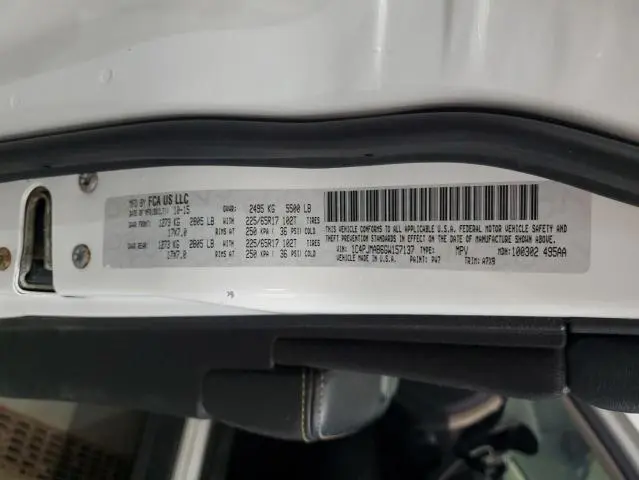 MFD BY FCA US LLC
DATE OF MFR 10-15 GVWR: 2495 KG 5500 LB
GAWR FRONT: 1273 KG 2805 LB WITH 225/65R17 102T TIRES
17X7.0 RIMS AT 250 KPA ( 36 PSI) COLD
GAWR REAR: 1273 KG 2805 LB WITH 225/65R17 102T TIRES
17X7.0 RIMS AT 250 KPA ( 36 PSI) COLD
THIS VEHICLE CONFORMS TO ALL APPLICABLE U.S.A. FEDERAL MOTOR VEHICLE SAFETY AND
THEFT PREVENTION STANDARDS IN EFFECT ON THE DATE OF MANUFACTURE SHOWN ABOVE.
VIN: 1C4PJMAB6GW157137 TYPE: MPV MDH: 100302 495AA
VEHICLE MADE IN U.S.A. PAINT: PW7 TRIM: A7X9